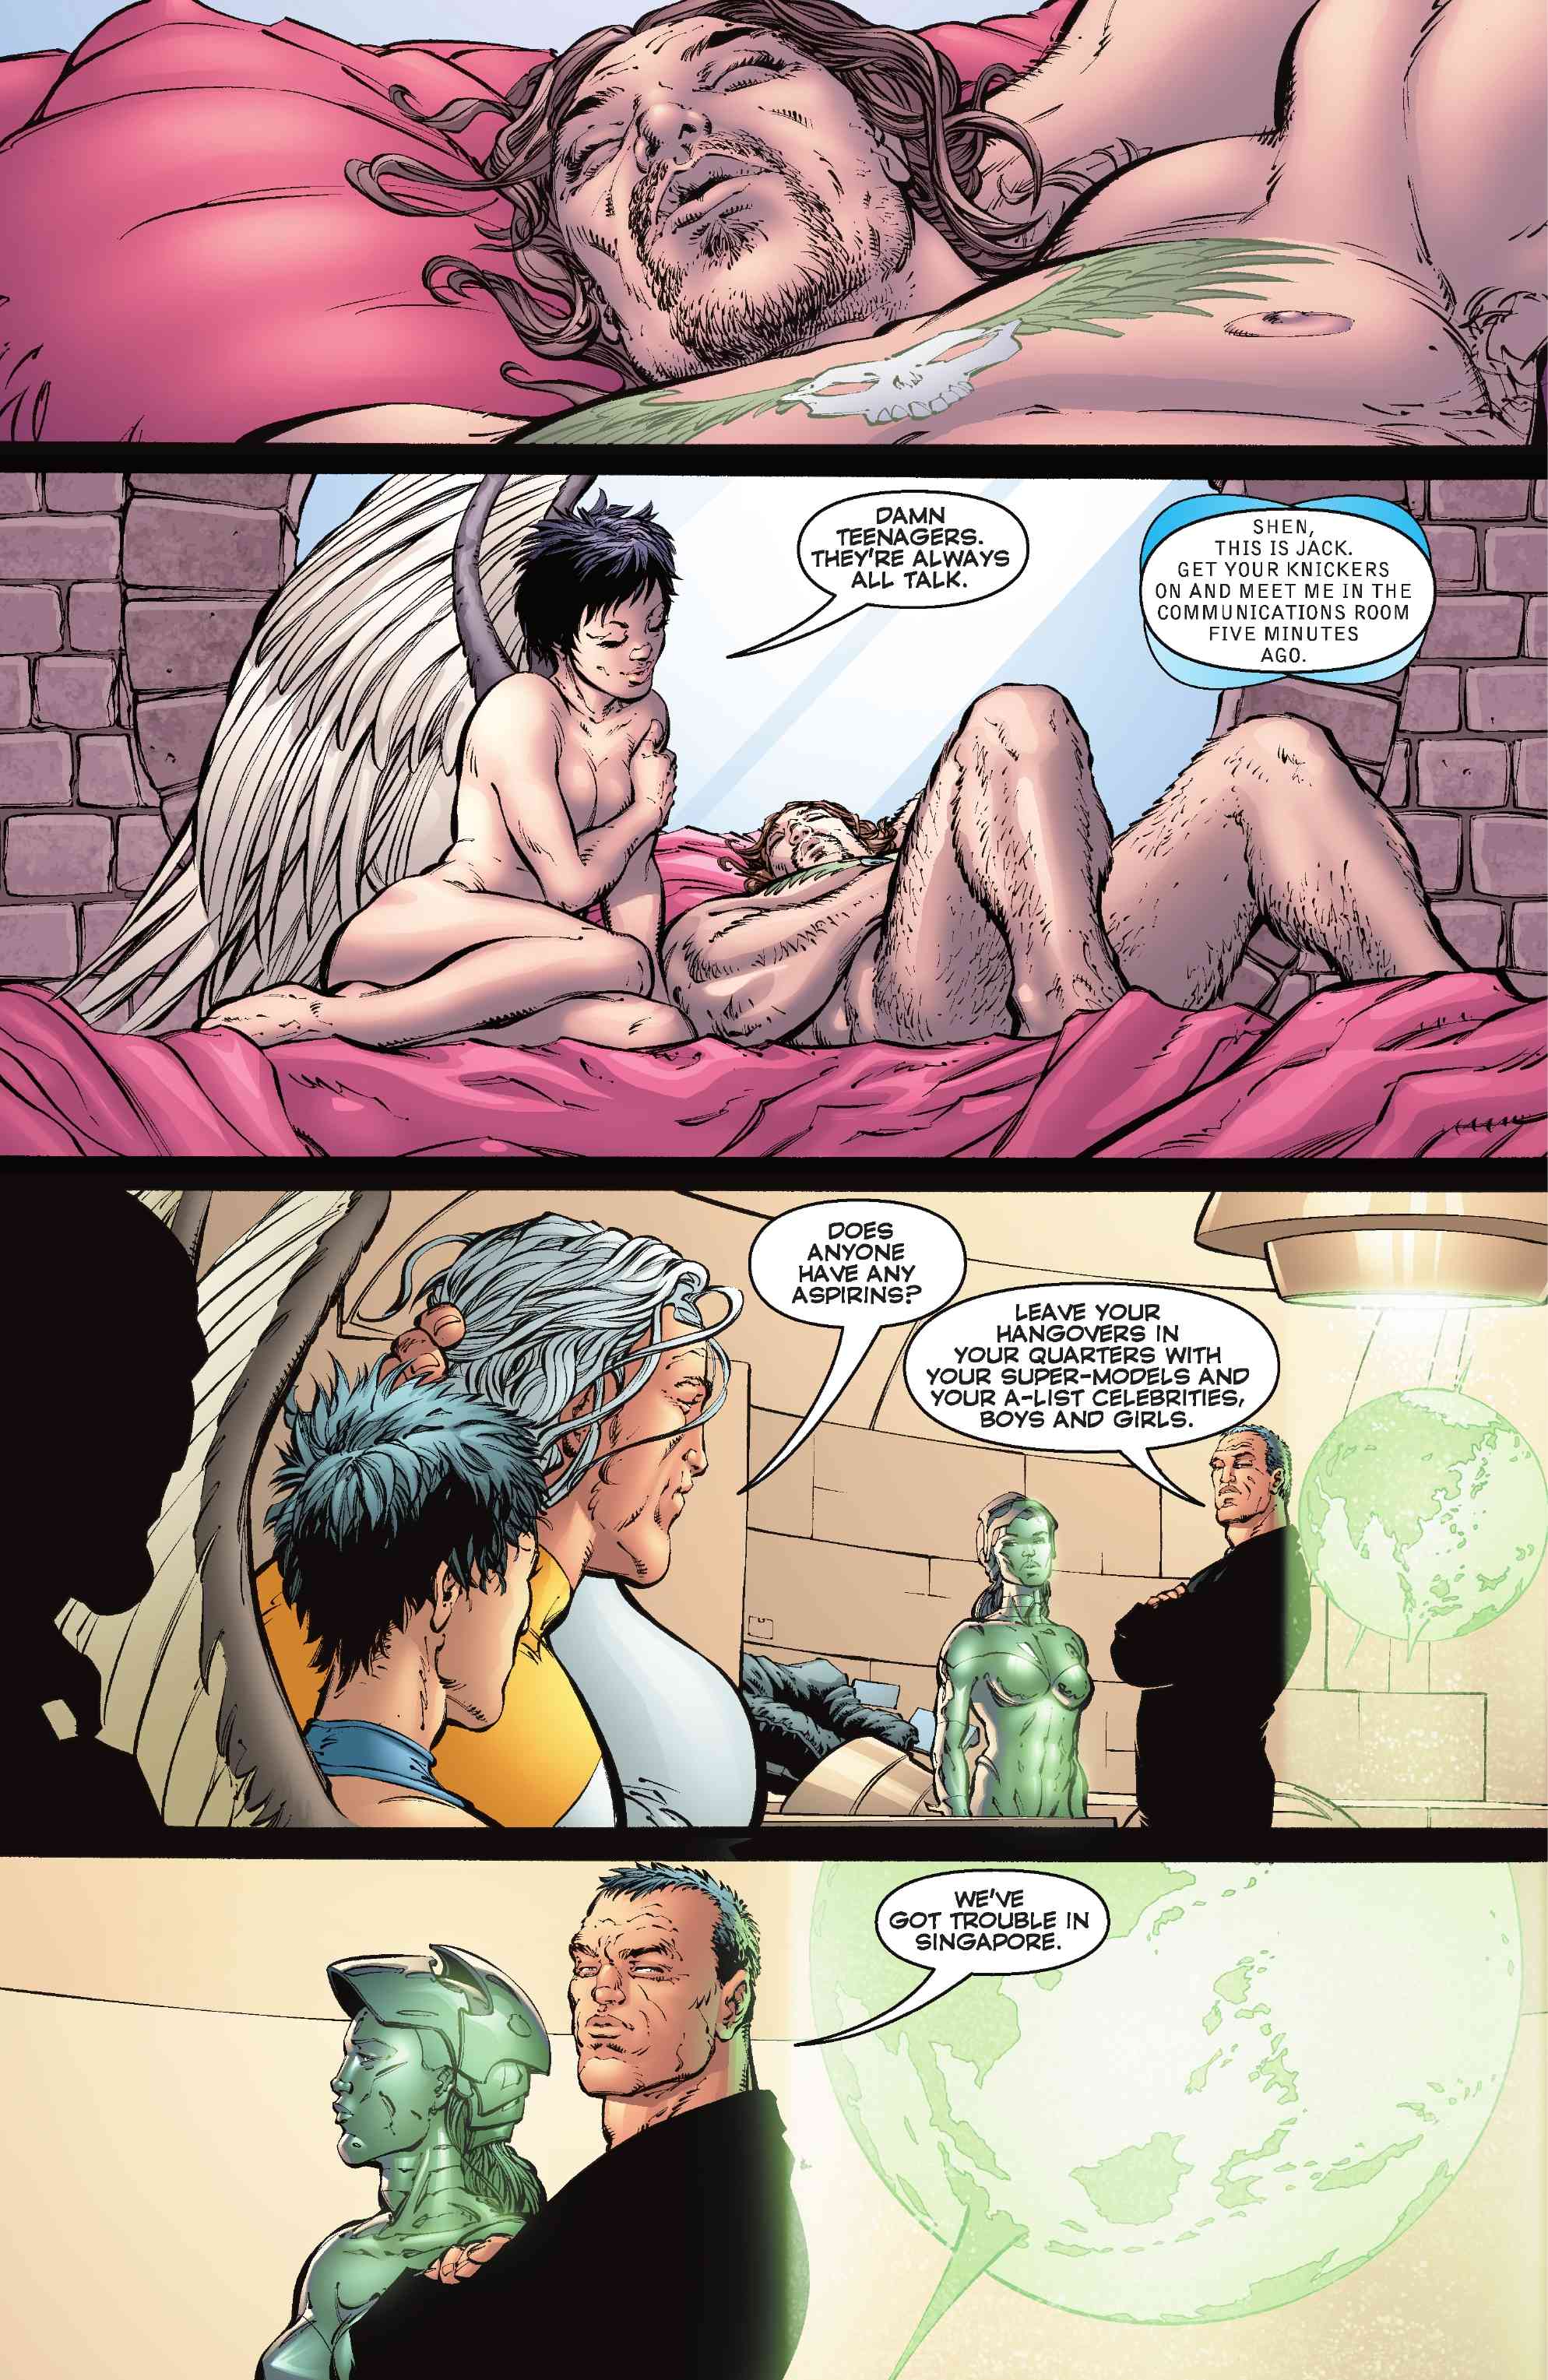 DAMN
TEENAGERS.
THEY'RE ALWAYS
ALL TALK.
SHEN,
THIS IS JACK.
GET YOUR KNICKERS
ON AND MEET ME IN THE
COMMUNICATIONS ROOM
FIVE MINUTES
AGO.
DOES
ANYONE
HAVE ANY
ASPIRINS?
LEAVE YOUR
HANGOVERS IN
YOUR QUARTERS WITH
YOUR SUPER-MODELS AND
YOUR A-LIST CELEBRITIES,
BOYS AND GIRLS.
WE'VE
GOT TROUBLE IN
SINGAPORE.